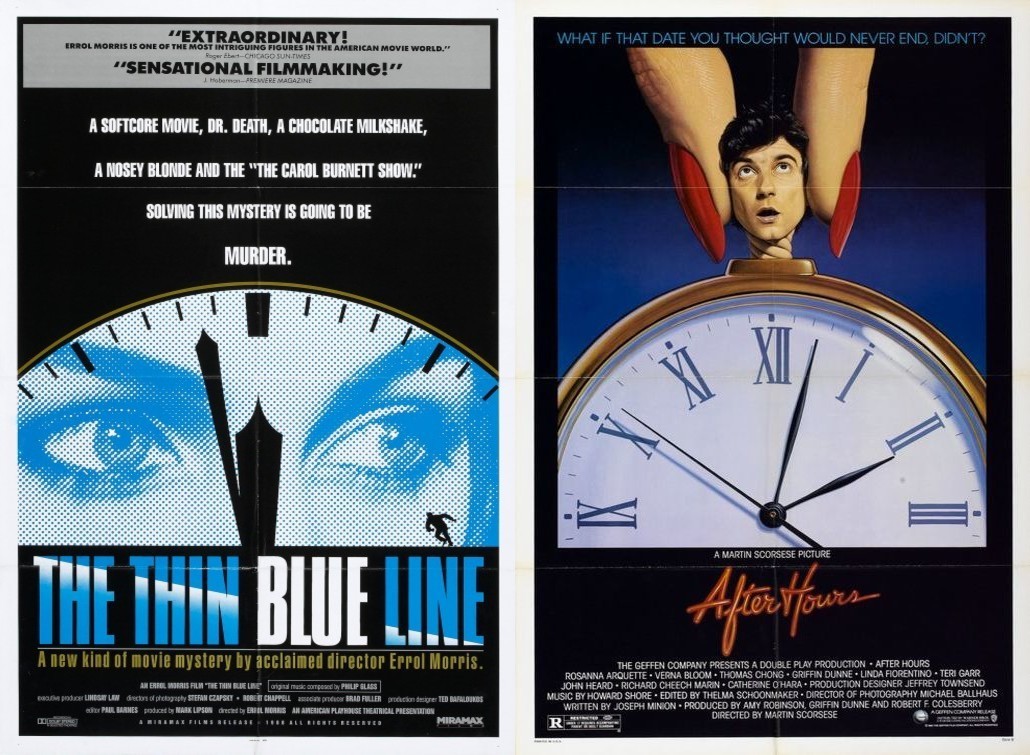 "EXTRAORDINARY!
ERROL MORRIS IS ONE OF THE MOST INTRIGUING FIGURES IN THE AMERICAN MOVIE WORLD."
Roger Ebert—CHICAGO SUN-TIMES
"SENSATIONAL FILMMAKING!"
J. Hoberman—PREMIERE MAGAZINE
A SOFTCORE MOVIE, DR. DEATH, A CHOCOLATE MILKSHAKE,
A NOSEY BLONDE AND THE "THE CAROL BURNETT SHOW."
SOLVING THIS MYSTERY IS GOING TO BE
MURDER.
THE THIN BLUE LINE
A new kind of movie mystery by acclaimed director Errol Morris.
AN ERROL MORRIS FILM "THE THIN BLUE LINE" original music composed by PHILIP GLASS
executive producer LINDSAY LAW directors of photography STEFAN CZAPSKY • ROBERT CHAPPELL associate producer BRAD FULLER production designer TED BAFALOUKOS
editor PAUL BARNES produced by MARK LIPSON directed by ERROL MORRIS AN AMERICAN PLAYHOUSE THEATRICAL PRESENTATION
A MIRAMAX FILMS RELEASE • 1988 ALL RIGHTS RESERVED
MIRAMAX
WHAT IF THAT DATE YOU THOUGHT WOULD NEVER END, DIDN'T?
XII
XI
I
X
II
IX
III
A MARTIN SCORSESE PICTURE
After Hours
THE GEFFEN COMPANY PRESENTS A DOUBLE PLAY PRODUCTION • AFTER HOURS
ROSANNA ARQUETTE • VERNA BLOOM • THOMAS CHONG • GRIFFIN DUNNE • LINDA FIORENTINO • TERI GARR
JOHN HEARD • RICHARD CHEECH MARIN • CATHERINE O'HARA • PRODUCTION DESIGNER JEFFREY TOWNSEND
MUSIC BY HOWARD SHORE • EDITED BY THELMA SCHOONMAKER • DIRECTOR OF PHOTOGRAPHY MICHAEL BALLHAUS
WRITTEN BY JOSEPH MINION • PRODUCED BY AMY ROBINSON, GRIFFIN DUNNE AND ROBERT F. COLESBERRY
DIRECTED BY MARTIN SCORSESE
R RESTRICTED
A GEFFEN COMPANY RELEASE